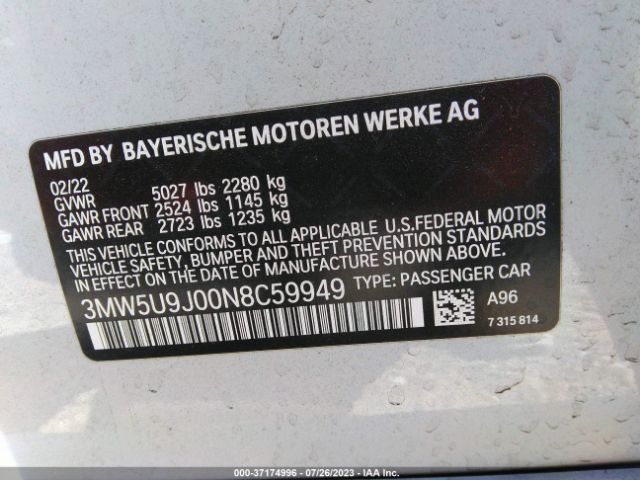 MFD BY BAYERISCHE MOTOREN WERKE AG
02/22
GVWR 5027 lbs 2280 kg
GAWR FRONT 2524 lbs 1145 kg
GAWR REAR 2723 lbs 1235 kg
THIS VEHICLE CONFORMS TO ALL APPLICABLE U.S.FEDERAL MOTOR
VEHICLE SAFETY, BUMPER AND THEFT PREVENTION STANDARDS
IN EFFECT ON THE DATE OF MANUFACTURE SHOWN ABOVE.
3MW5U9J00N8C59949 TYPE: PASSENGER CAR
A96
7 315 814
000-37174996 - 07/26/2023 - IAA Inc.